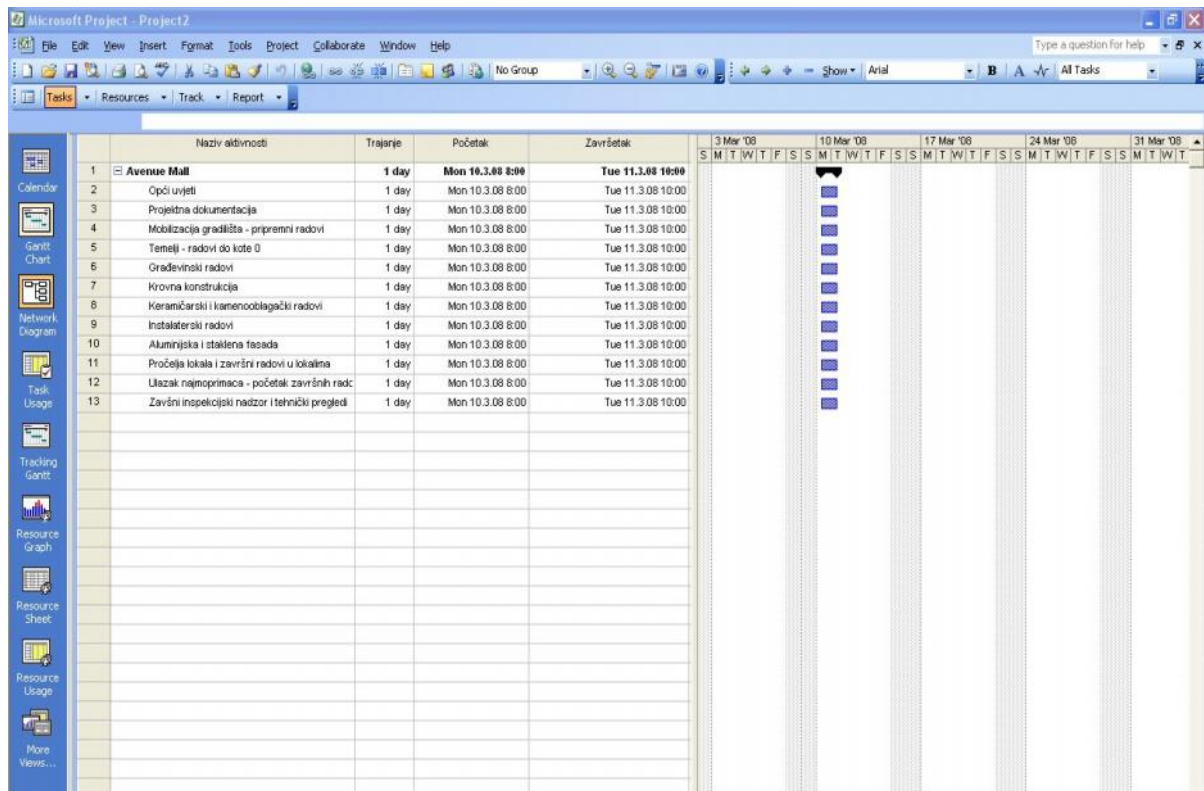 Microsoft Project - Project2
File Edit View Insert Format Tools Project Collaborate Window Help Type a question for help
No Group Show Arial B A All Tasks
Tasks Resources Track Report
Naziv aktivnosti Trajanje Početak Završetak 3 Mar '08 10 Mar '08 17 Mar '08 24 Mar '08 31 Mar '08
S M T W T F S S M T W T F S S M T W T F S S M T W T F S S M T W T
1 Avenue Mall 1 day Mon 10.3.08 8:00 Tue 11.3.08 10:00
2 Opći uvjeti 1 day Mon 10.3.08 8:00 Tue 11.3.08 10:00
3 Projektna dokumentacija 1 day Mon 10.3.08 8:00 Tue 11.3.08 10:00
4 Mobilizacija gradilišta - pripremni radovi 1 day Mon 10.3.08 8:00 Tue 11.3.08 10:00
5 Temelji - radovi do kote 0 1 day Mon 10.3.08 8:00 Tue 11.3.08 10:00
6 Građevinski radovi 1 day Mon 10.3.08 8:00 Tue 11.3.08 10:00
7 Krovna konstrukcija 1 day Mon 10.3.08 8:00 Tue 11.3.08 10:00
8 Keramičarski i kamenooblagački radovi 1 day Mon 10.3.08 8:00 Tue 11.3.08 10:00
9 Instalaterski radovi 1 day Mon 10.3.08 8:00 Tue 11.3.08 10:00
10 Aluminijska i staklena fasada 1 day Mon 10.3.08 8:00 Tue 11.3.08 10:00
11 Pročelja lokala i završni radovi u lokalima 1 day Mon 10.3.08 8:00 Tue 11.3.08 10:00
12 Ulazak najmoprimaca - početak završnih radc 1 day Mon 10.3.08 8:00 Tue 11.3.08 10:00
13 Zavšni inspekcijski nadzor i tehnički pregledi 1 day Mon 10.3.08 8:00 Tue 11.3.08 10:00
Calendar
Gantt
Chart
Network
Diagram
Task
Usage
Tracking
Gantt
Resource
Graph
Resource
Sheet
Resource
Usage
More
Views...